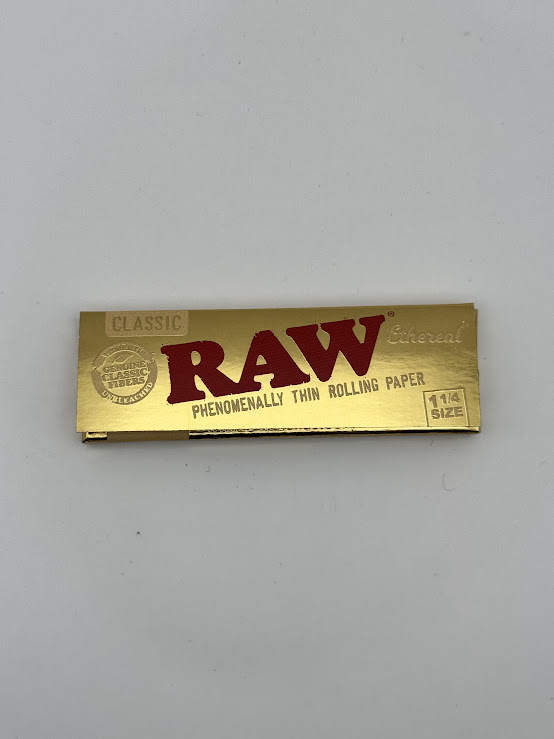 CLASSIC
RAW®
Ethereal
GENUINE
CLASSIC
FIBERS
UNBLEACHED
PHENOMENALLY THIN ROLLING PAPER
1 1/4
SIZE